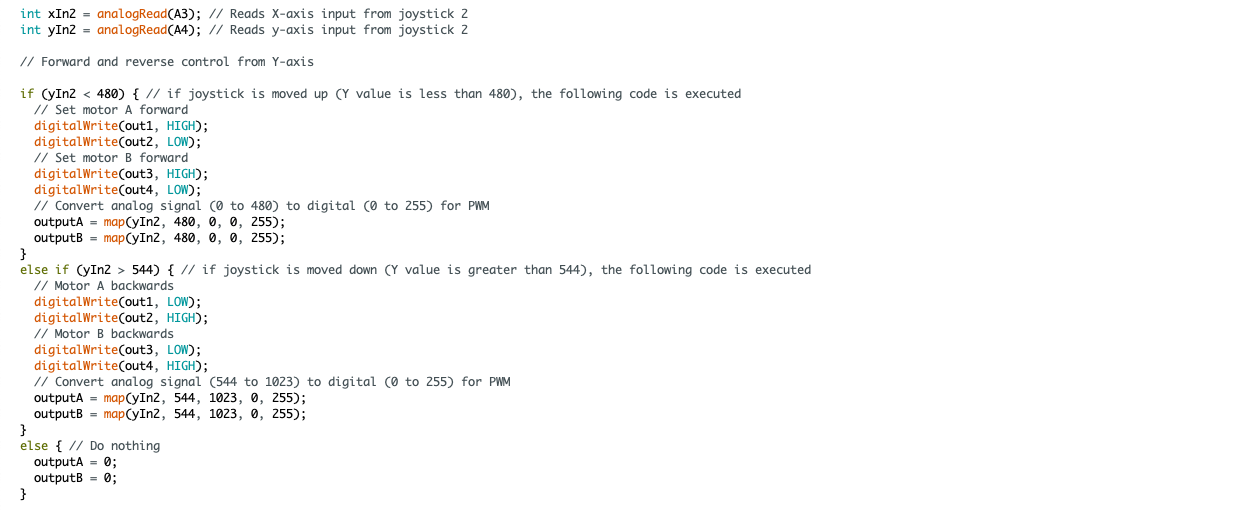 int xIn2 = analogRead(A3); // Reads X-axis input from joystick 2
int yIn2 = analogRead(A4); // Reads y-axis input from joystick 2
// Forward and reverse control from Y-axis
if (yIn2 < 480) { // if joystick is moved up (Y value is less than 480), the following code is executed
// Set motor A forward
digitalWrite(out1, HIGH);
digitalWrite(out2, LOW);
// Set motor B forward
digitalWrite(out3, HIGH);
digitalWrite(out4, LOW);
// Convert analog signal (0 to 480) to digital (0 to 255) for PWM
outputA = map(yIn2, 480, 0, 0, 255);
outputB = map(yIn2, 480, 0, 0, 255);
}
else if (yIn2 > 544) { // if joystick is moved down (Y value is greater than 544), the following code is executed
// Motor A backwards
digitalWrite(out1, LOW);
digitalWrite(out2, HIGH);
// Motor B backwards
digitalWrite(out3, LOW);
digitalWrite(out4, HIGH);
// Convert analog signal (544 to 1023) to digital (0 to 255) for PWM
outputA = map(yIn2, 544, 1023, 0, 255);
outputB = map(yIn2, 544, 1023, 0, 255);
}
else { // Do nothing
outputA = 0;
outputB = 0;
}